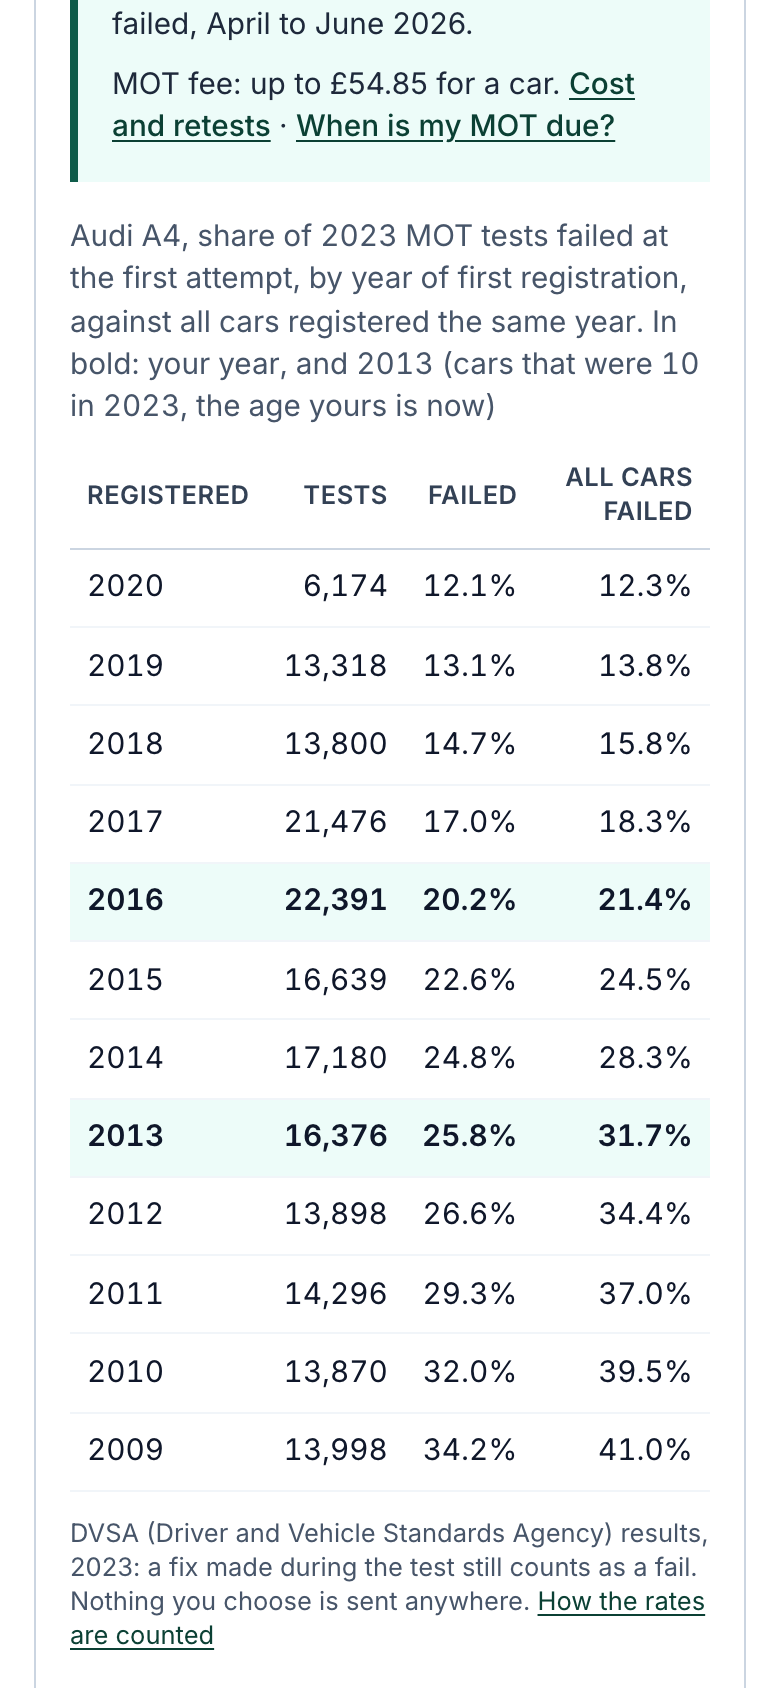 failed, April to June 2026.
MOT fee: up to £54.85 for a car. Cost
and retests · When is my MOT due?
Audi A4, share of 2023 MOT tests failed at
the first attempt, by year of first registration,
against all cars registered the same year. In
bold: your year, and 2013 (cars that were 10
in 2023, the age yours is now)
REGISTERED TESTS FAILED ALL CARS FAILED
2020 6,174 12.1% 12.3%
2019 13,318 13.1% 13.8%
2018 13,800 14.7% 15.8%
2017 21,476 17.0% 18.3%
2016 22,391 20.2% 21.4%
2015 16,639 22.6% 24.5%
2014 17,180 24.8% 28.3%
2013 16,376 25.8% 31.7%
2012 13,898 26.6% 34.4%
2011 14,296 29.3% 37.0%
2010 13,870 32.0% 39.5%
2009 13,998 34.2% 41.0%
DVSA (Driver and Vehicle Standards Agency) results,
2023: a fix made during the test still counts as a fail.
Nothing you choose is sent anywhere. How the rates
are counted